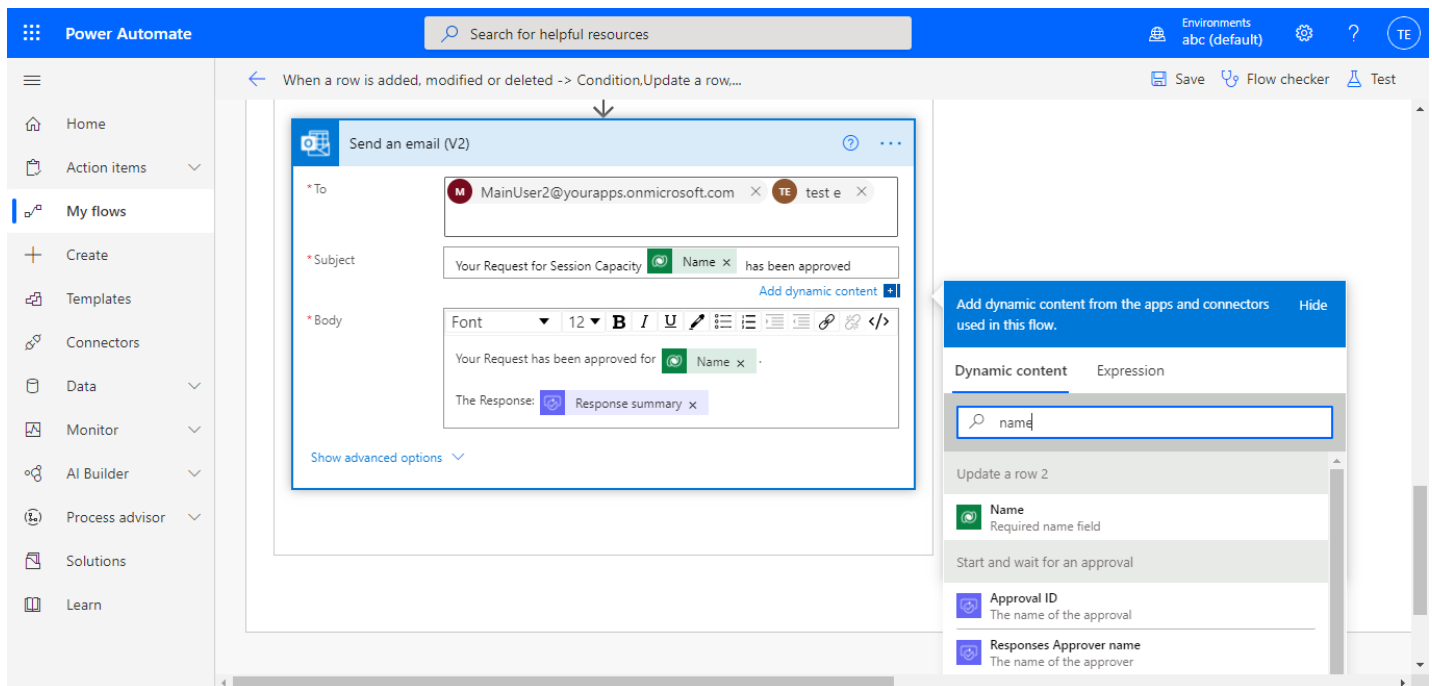 Power Automate
Search for helpful resources
Environments
abc (default)
?
TE
When a row is added, modified or deleted -> Condition,Update a row,...
Save
Flow checker
Test
Home
Action items
My flows
Create
Templates
Connectors
Data
Monitor
AI Builder
Process advisor
Solutions
Learn
Send an email (V2)
?
...
* To
M MainUser2@yourapps.onmicrosoft.com × TE test e ×
* Subject
Your Request for Session Capacity Name × has been approved
Add dynamic content +
* Body
Font 12 B I U </>
Your Request has been approved for Name × .
The Response: Response summary ×
Show advanced options
Add dynamic content from the apps and connectors
used in this flow.
Hide
Dynamic content
Expression
name
Update a row 2
Name
Required name field
Start and wait for an approval
Approval ID
The name of the approval
Responses Approver name
The name of the approver